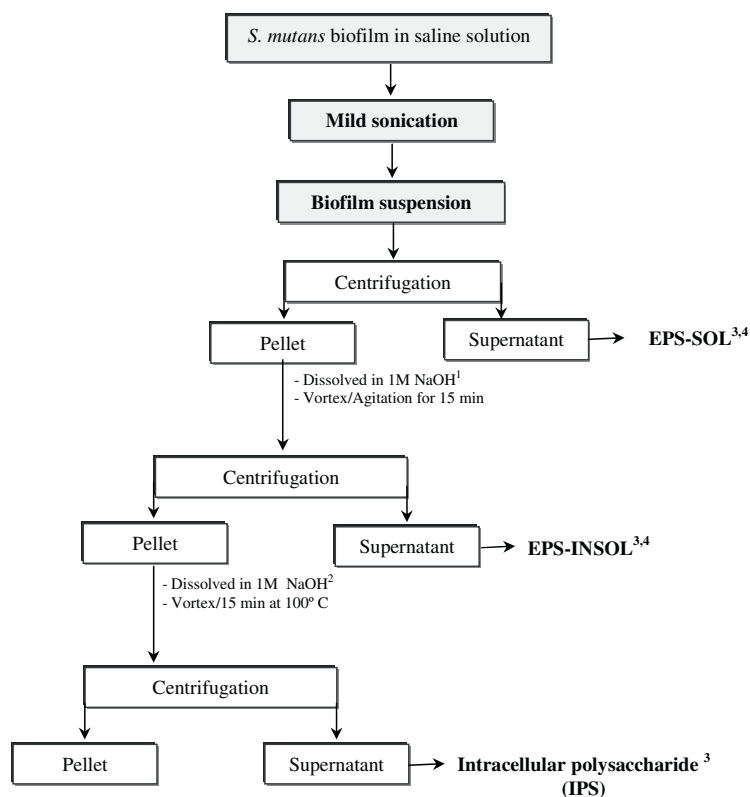 S. mutans biofilm in saline solution
Mild sonication
Biofilm suspension
Centrifugation
Pellet
Supernatant
EPS-SOL3,4
- Dissolved in 1M NaOH1
- Vortex/Agitation for 15 min
Centrifugation
Pellet
Supernatant
EPS-INSOL3,4
- Dissolved in 1M NaOH2
- Vortex/15 min at 100º C
Centrifugation
Pellet
Supernatant
Intracellular polysaccharide 3
(IPS)